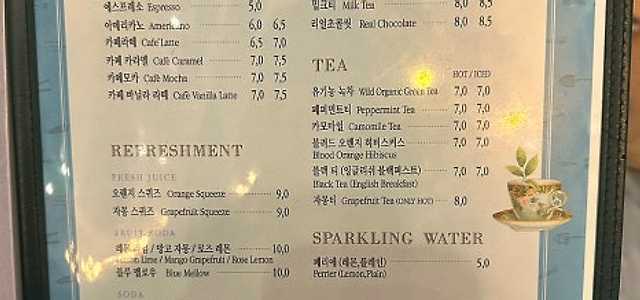 에스프레소 Espresso 5,0
아메리카노 Americano 6,0 6,5
카페라떼 Cafe Latte 6,5 7,0
카페 카라멜 Cafe Caramel 7,0 7,5
카페모카 Cafe Mocha 7,0 7,5
카페 바닐라 라떼 Cafe Vanilla Latte 7,0 7,5
REFRESHMENT
FRESH JUICE
오렌지 스퀴즈 Orange Squeeze 9,0
자몽 스퀴즈 Grapefruit Squeeze 9,0
FRUIT SODA
레몬 라임 / 망고 자몽 / 로즈 레몬 10,0
Lime / Mango Grapefruit / Rose Lemon
블루 멜로우 Blue Mellow 10,0
SODA
밀크티 Milk Tea 8,0 8,5
리얼초콜릿 Real Chocolate 8,0 8,5
TEA
HOT / ICED
유기농 녹차 Wild Organic Green Tea 7,0 7,0
페퍼민트티 Peppermint Tea 7,0 7,0
카모마일 Camomile Tea 7,0 7,0
블러드 오렌지 히비스커스 7,0 7,0
Blood Orange Hibiscus
블랙 티 (잉글리쉬 블랙퍼스트) 7,0 7,0
Black Tea (English Breakfast)
자몽티 Grapefruit Tea (ONLY HOT) 8,0
SPARKLING WATER
페리에 (레몬,플레인) 5,0
Perrier (Lemon,Plain)